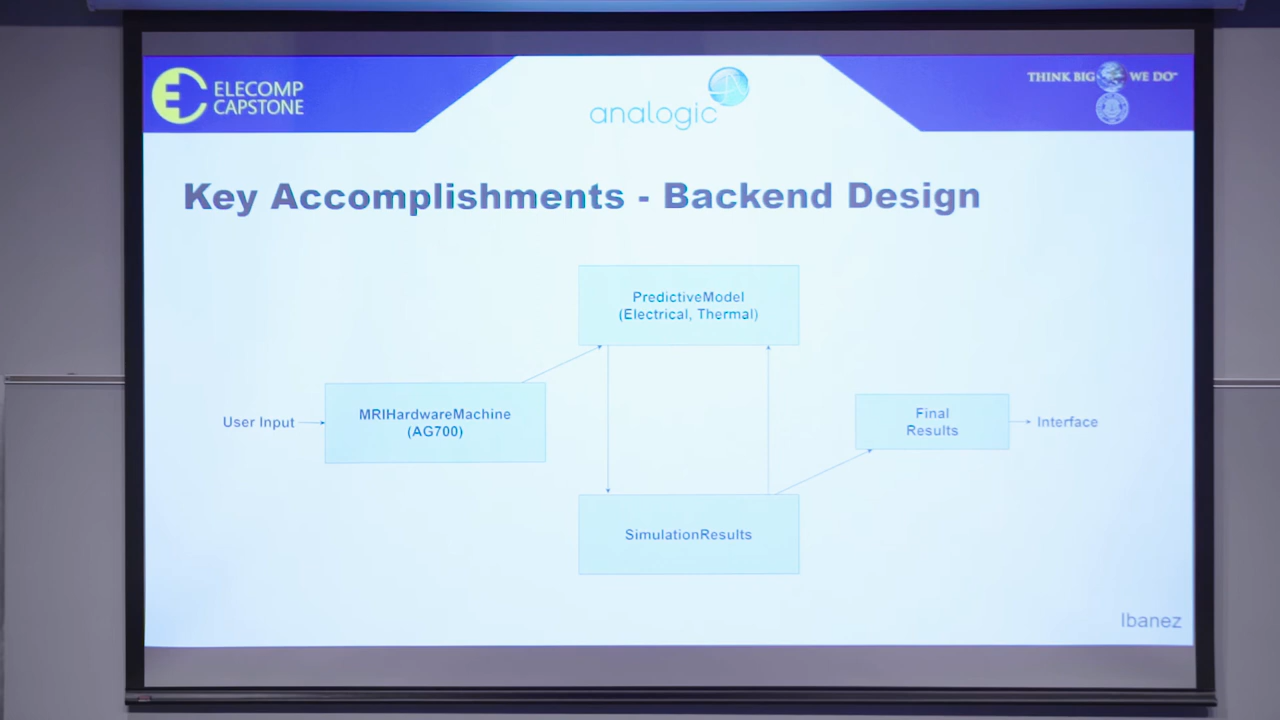 ELECOMP
CAPSTONE
analogic
THINK BIG WE DO
Key Accomplishments - Backend Design
PredictiveModel
(Electrical, Thermal)
User Input
MRIHardwareMachine
(AG700)
Final
Results
Interface
SimulationResults
Ibanez